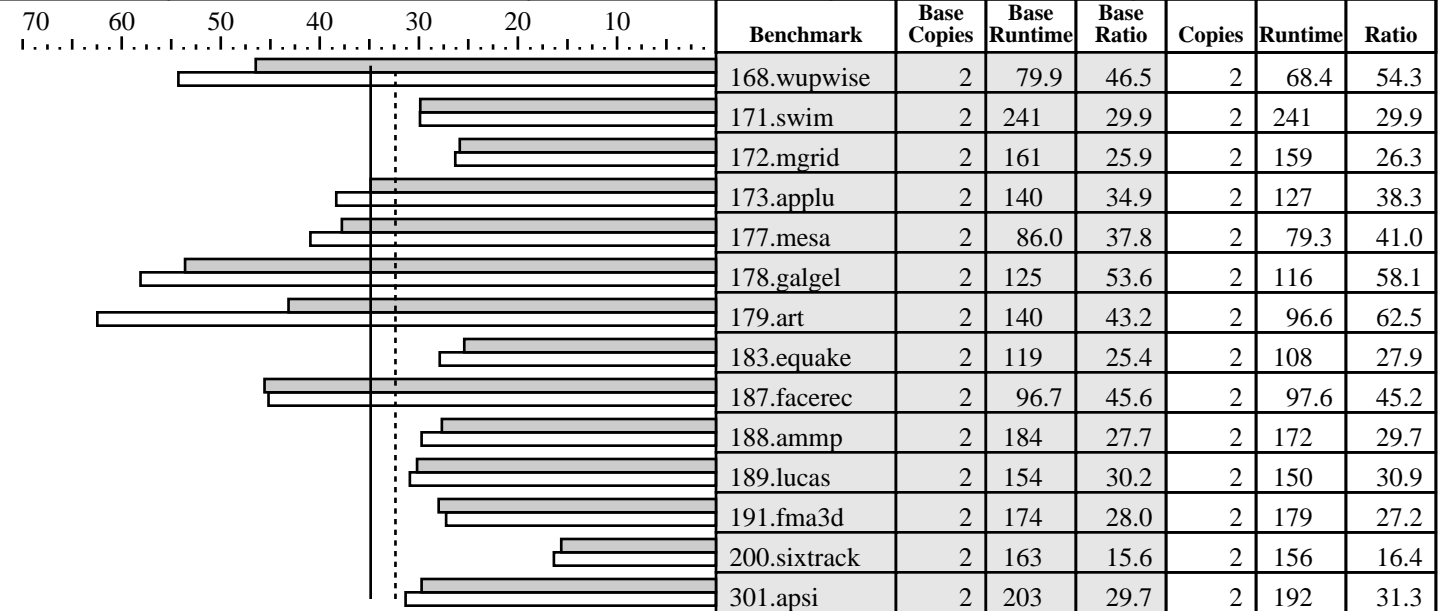 70 60 50 40 30 20 10
Benchmark Base Copies Base Runtime Base Ratio Copies Runtime Ratio
168.wupwise 2 79.9 46.5 2 68.4 54.3
171.swim 2 241 29.9 2 241 29.9
172.mgrid 2 161 25.9 2 159 26.3
173.applu 2 140 34.9 2 127 38.3
177.mesa 2 86.0 37.8 2 79.3 41.0
178.galgel 2 125 53.6 2 116 58.1
179.art 2 140 43.2 2 96.6 62.5
183.equake 2 119 25.4 2 108 27.9
187.facerec 2 96.7 45.6 2 97.6 45.2
188.ammp 2 184 27.7 2 172 29.7
189.lucas 2 154 30.2 2 150 30.9
191.fma3d 2 174 28.0 2 179 27.2
200.sixtrack 2 163 15.6 2 156 16.4
301.apsi 2 203 29.7 2 192 31.3